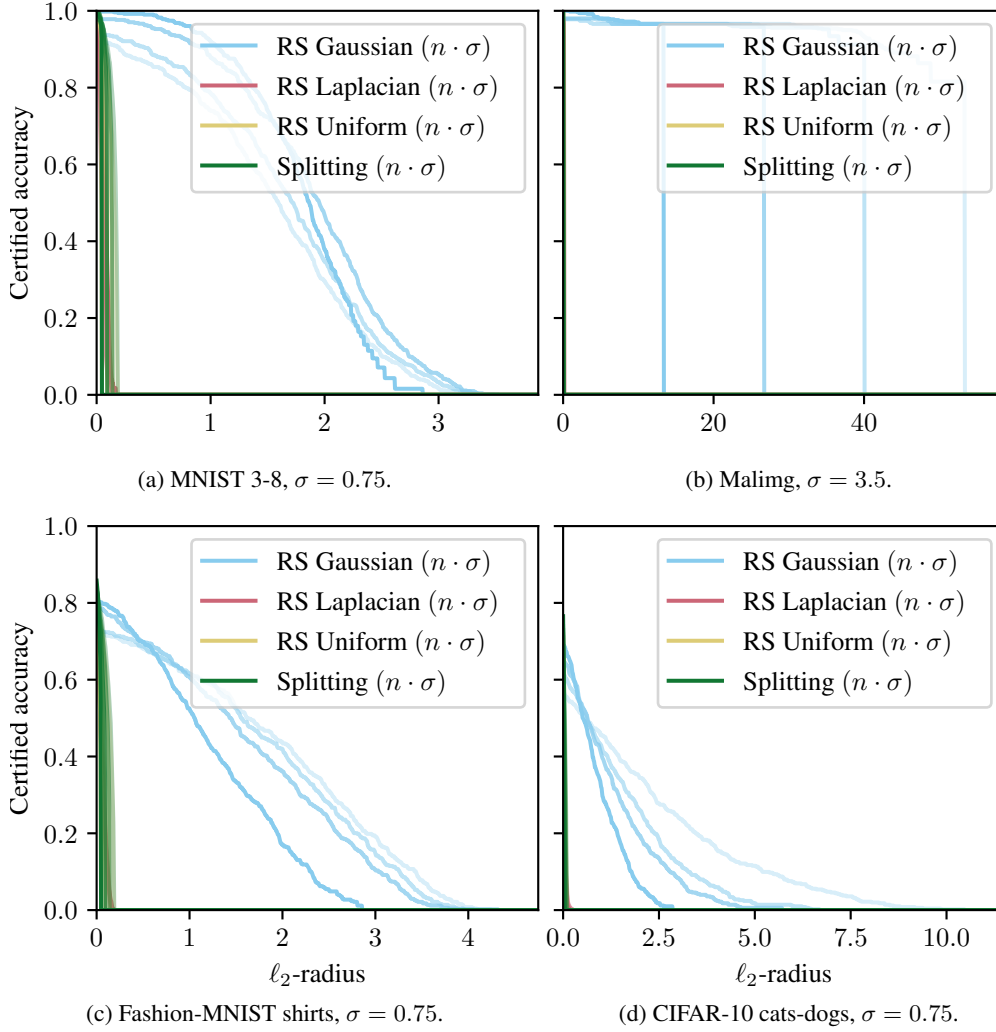 1.0
0.8
0.6
0.4
0.2
0.0
Certified accuracy
0
1
2
3
RS Gaussian (n · σ)
RS Laplacian (n · σ)
RS Uniform (n · σ)
Splitting (n · σ)
(a) MNIST 3-8, σ = 0.75.
0
20
40
RS Gaussian (n · σ)
RS Laplacian (n · σ)
RS Uniform (n · σ)
Splitting (n · σ)
(b) Malimg, σ = 3.5.
1.0
0.8
0.6
0.4
0.2
0.0
Certified accuracy
0
1
2
3
4
ℓ₂-radius
RS Gaussian (n · σ)
RS Laplacian (n · σ)
RS Uniform (n · σ)
Splitting (n · σ)
(c) Fashion-MNIST shirts, σ = 0.75.
0.0
2.5
5.0
7.5
10.0
ℓ₂-radius
RS Gaussian (n · σ)
RS Laplacian (n · σ)
RS Uniform (n · σ)
Splitting (n · σ)
(d) CIFAR-10 cats-dogs, σ = 0.75.